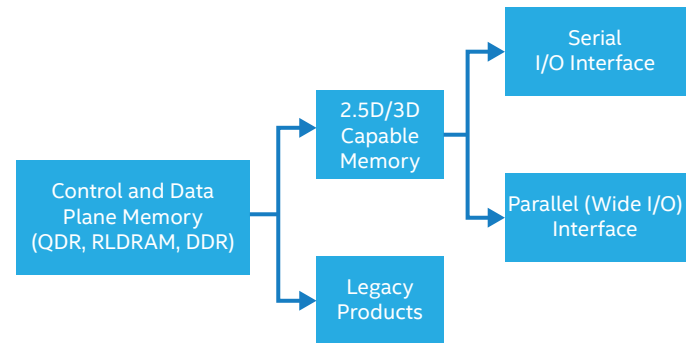 Control and Data
Plane Memory
(QDR, RLDRAM, DDR)
2.5D/3D
Capable
Memory
Legacy
Products
Serial
I/O Interface
Parallel (Wide I/O)
Interface